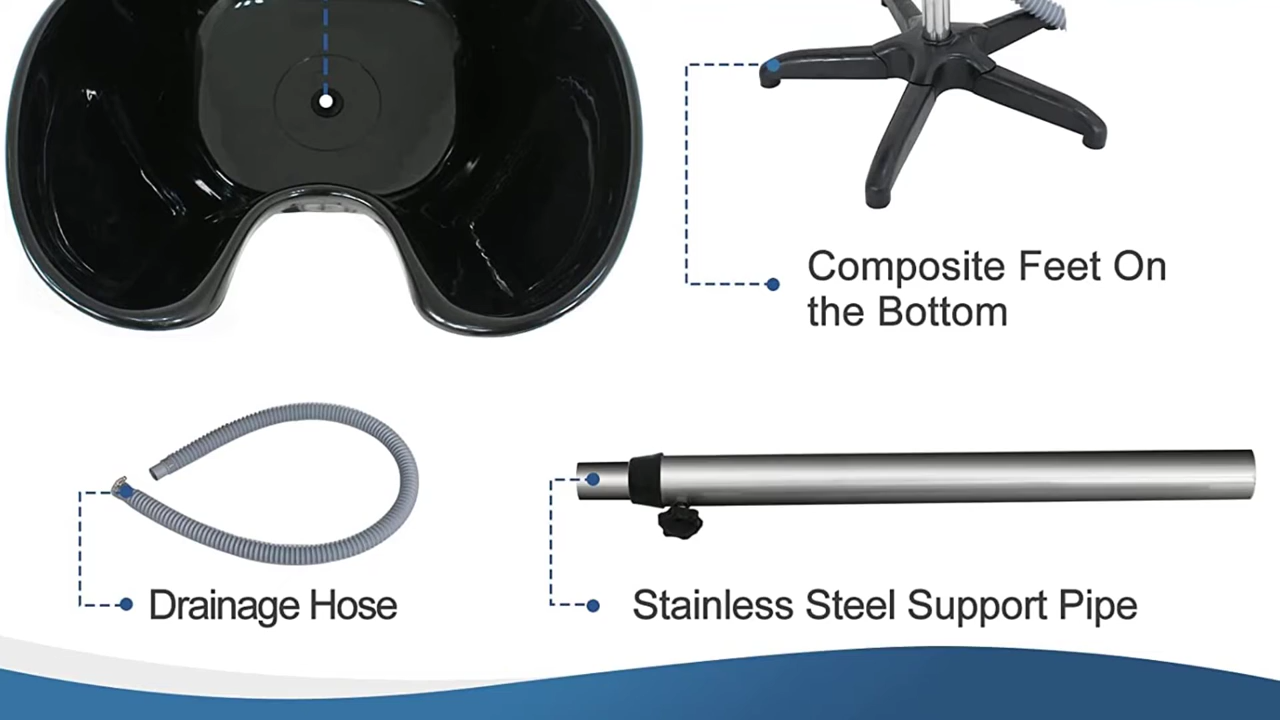 Composite Feet On
the Bottom
Drainage Hose
Stainless Steel Support Pipe